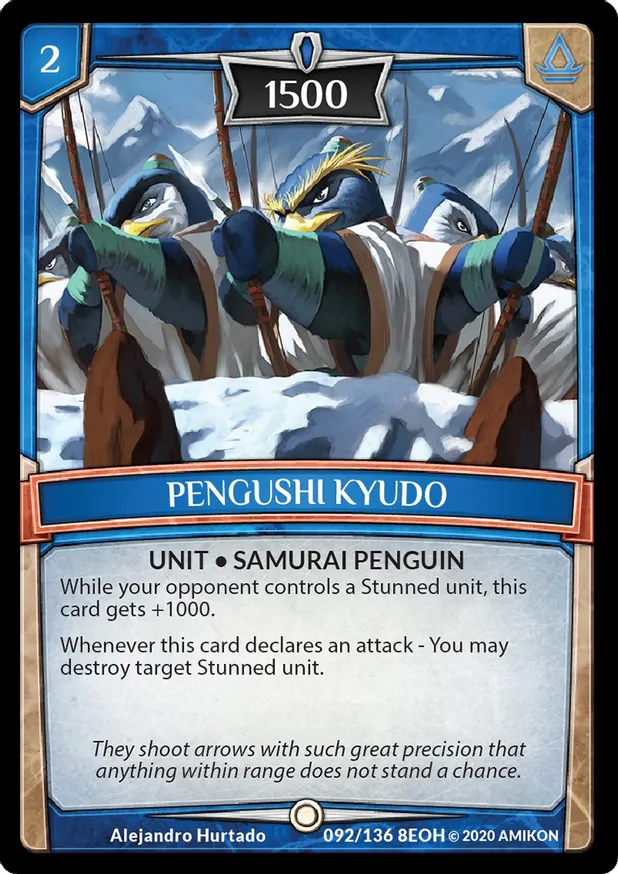 2
1500
PENGUSHI KYUDO
UNIT • SAMURAI PENGUIN
While your opponent controls a Stunned unit, this
card gets +1000.
Whenever this card declares an attack - You may
destroy target Stunned unit.
They shoot arrows with such great precision that
anything within range does not stand a chance.
Alejandro Hurtado 092/136 8EOH © 2020 AMIKON